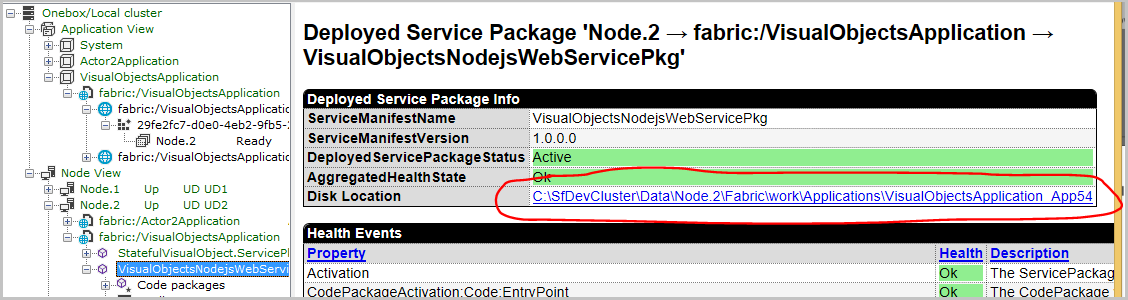 Onebox/Local cluster
Application View
System
Actor2Application
VisualObjectsApplication
fabric:/VisualObjectsApplication
fabric:/VisualObjectsApplication
29fe2fc7-d0e0-4eb2-9fb5-
Node.2 Ready
fabric:/VisualObjectsApplication
Node View
Node.1 Up UD UD1
Node.2 Up UD UD2
fabric:/Actor2Application
fabric:/VisualObjectsApplication
StatefulVisualObject.ServicePl
VisualObjectsNodejsWebServi
Code packages
Deployed Service Package 'Node.2 → fabric:/VisualObjectsApplication →
VisualObjectsNodejsWebServicePkg'
Deployed Service Package Info
ServiceManifestName VisualObjectsNodejsWebServicePkg
ServiceManifestVersion 1.0.0.0
DeployedServicePackageStatus Active
AggregatedHealthState Ok
Disk Location C:\SfDevCluster\Data\Node.2\Fabric\work\Applications\VisualObjectsApplication_App54
Health Events
Property Health Description
Activation Ok The ServicePackag
CodePackageActivation:Code:EntryPoint Ok The CodePackage